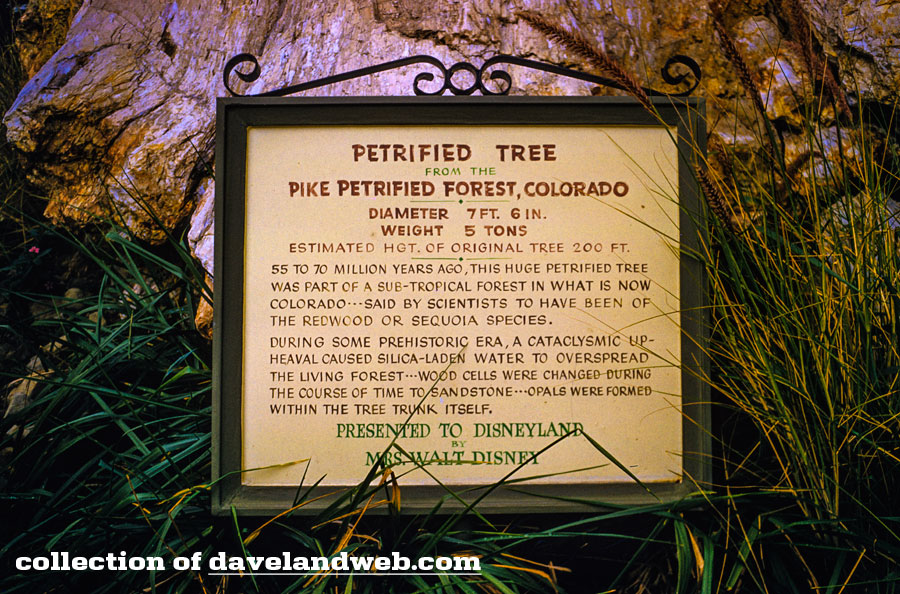 PETRIFIED TREE
FROM THE
PIKE PETRIFIED FOREST, COLORADO
DIAMETER 7 FT. 6 IN.
WEIGHT 5 TONS
ESTIMATED HGT. OF ORIGINAL TREE 200 FT.
55 TO 70 MILLION YEARS AGO, THIS HUGE PETRIFIED TREE
WAS PART OF A SUB-TROPICAL FOREST IN WHAT IS NOW
COLORADO---SAID BY SCIENTISTS TO HAVE BEEN OF
THE REDWOOD OR SEQUOIA SPECIES.
DURING SOME PREHISTORIC ERA, A CATACLYSMIC UP-
HEAVAL CAUSED SILICA-LADEN WATER TO OVERSPREAD
THE LIVING FOREST---WOOD CELLS WERE CHANGED DURING
THE COURSE OF TIME TO SANDSTONE---OPALS WERE FORMED
WITHIN THE TREE TRUNK ITSELF.
PRESENTED TO DISNEYLAND
BY
MRS. WALT DISNEY
collection of davelandweb.com